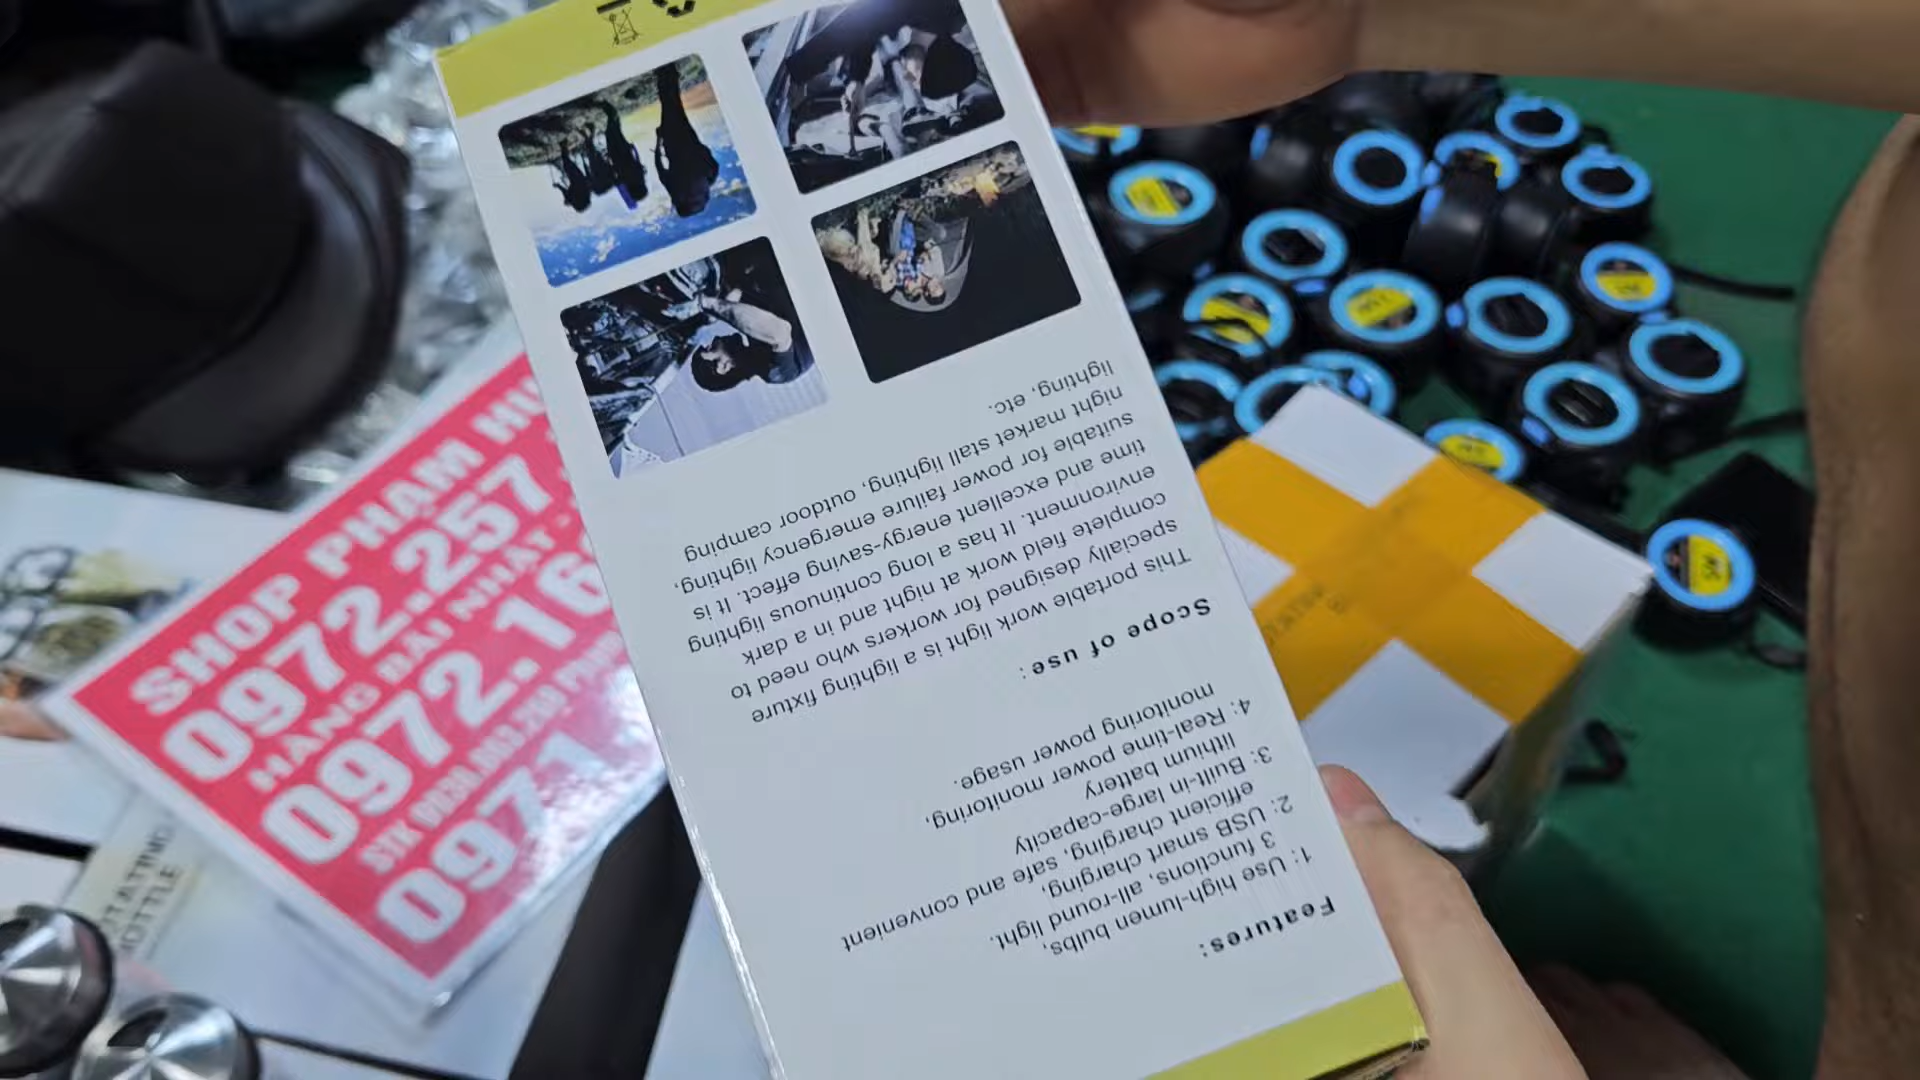 Features:
1: Use high-lumen bulbs,
3 functions, all-round light.
2: USB smart charging,
efficient charging, safe and convenient
3: Built-in large-capacity
lithium battery
4: Real-time power monitoring,
monitoring power usage.
Scope of use:
This portable work light is a lighting fixture
specially designed for workers who need to
complete field work at night and in a dark
environment. It has a long continuous lighting
time and excellent energy-saving effect. It is
suitable for power failure emergency lighting,
night market stall lighting, outdoor camping
lighting, etc.
SHOP PHẠM
0972.257
HÀNG BÃI NHẬT -
0972.16
STK
0971
5M